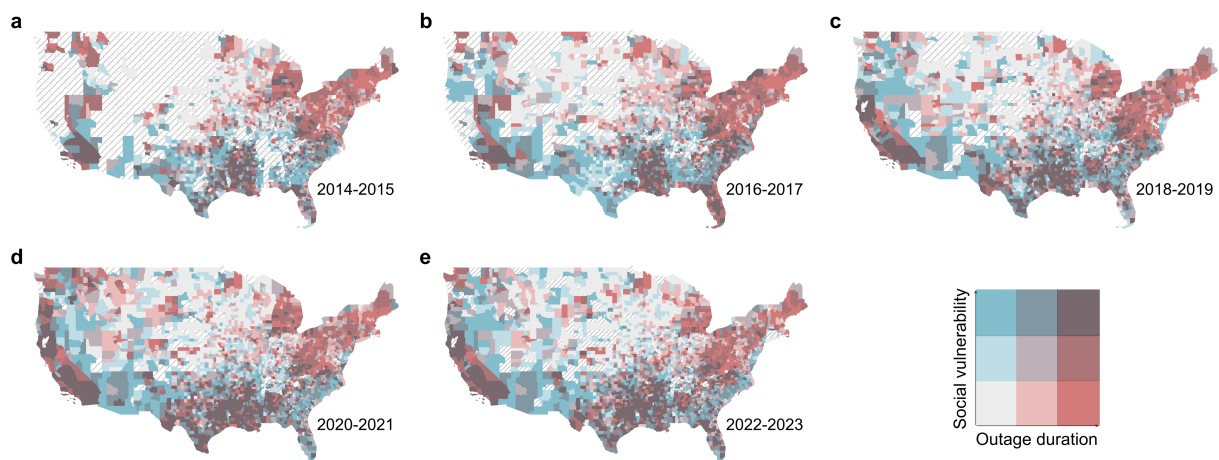 a
b
c
2014-2015
2016-2017
2018-2019
d
e
2020-2021
2022-2023
Social vulnerability
Outage duration